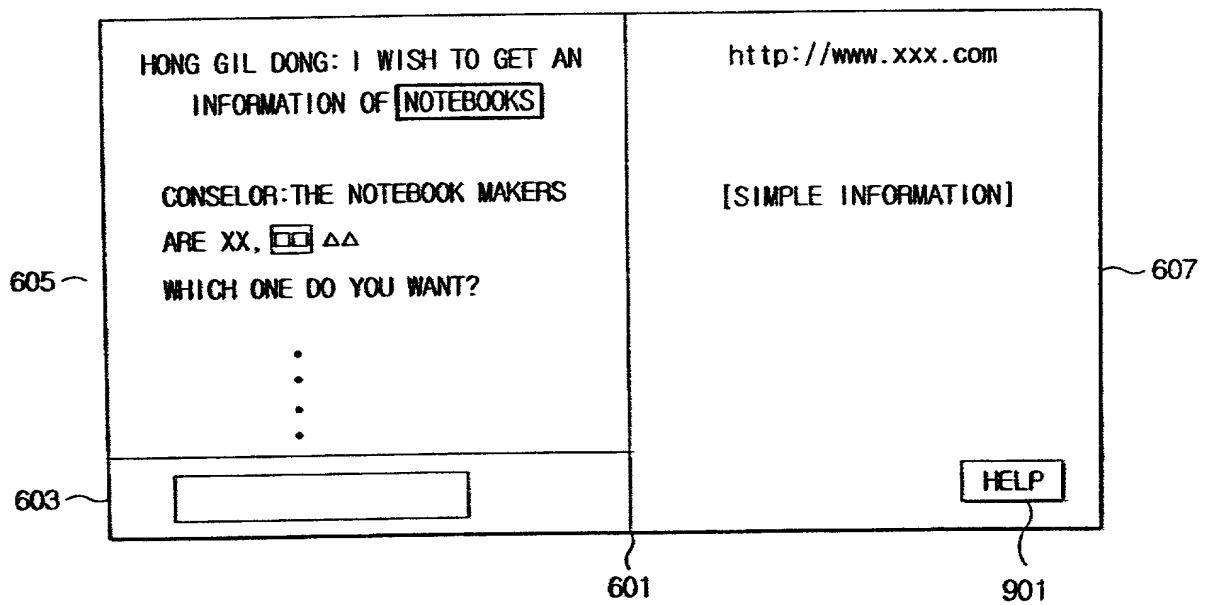 HONG GIL DONG: I WISH TO GET AN
INFORMATION OF NOTEBOOKS
CONSELOR:THE NOTEBOOK MAKERS
ARE XX, □□ △△
WHICH ONE DO YOU WANT?
http://www.xxx.com
[SIMPLE INFORMATION]
HELP
605
607
603
601
901